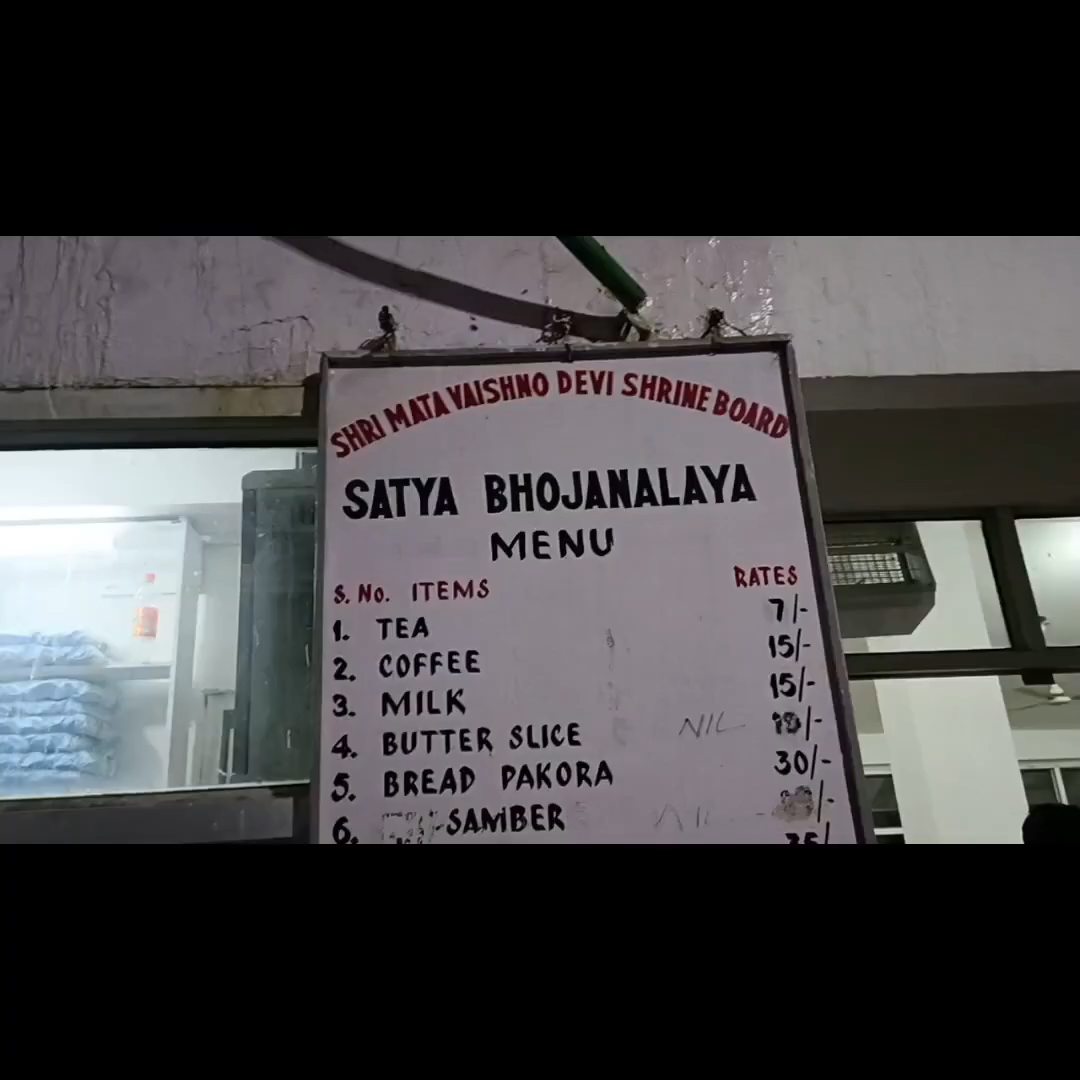 SHRI MATA VAISHNO DEVI SHRINE BOARD
SATYA BHOJANALAYA
MENU
S. No. ITEMS RATES
1. TEA 7/-
2. COFFEE 15/-
3. MILK 15/-
4. BUTTER SLICE NIL 10/-
5. BREAD PAKORA 30/-
6. SAMBER